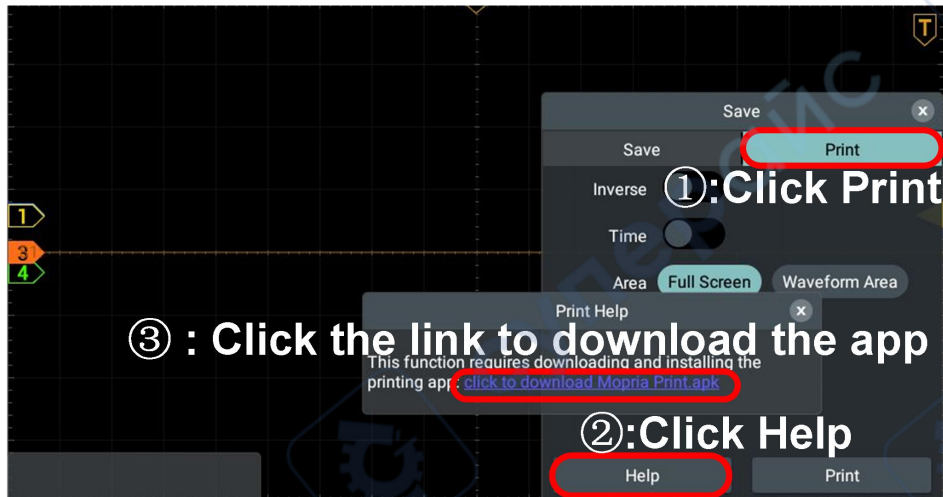 T
Save
Save Print
Inverse ①:Click Print
1
Time
3
4
Area Full Screen Waveform Area
Print Help
③ : Click the link to download the app
This function requires downloading and installing the
printing app: click to download Mopria Print.apk
②:Click Help
Help Print